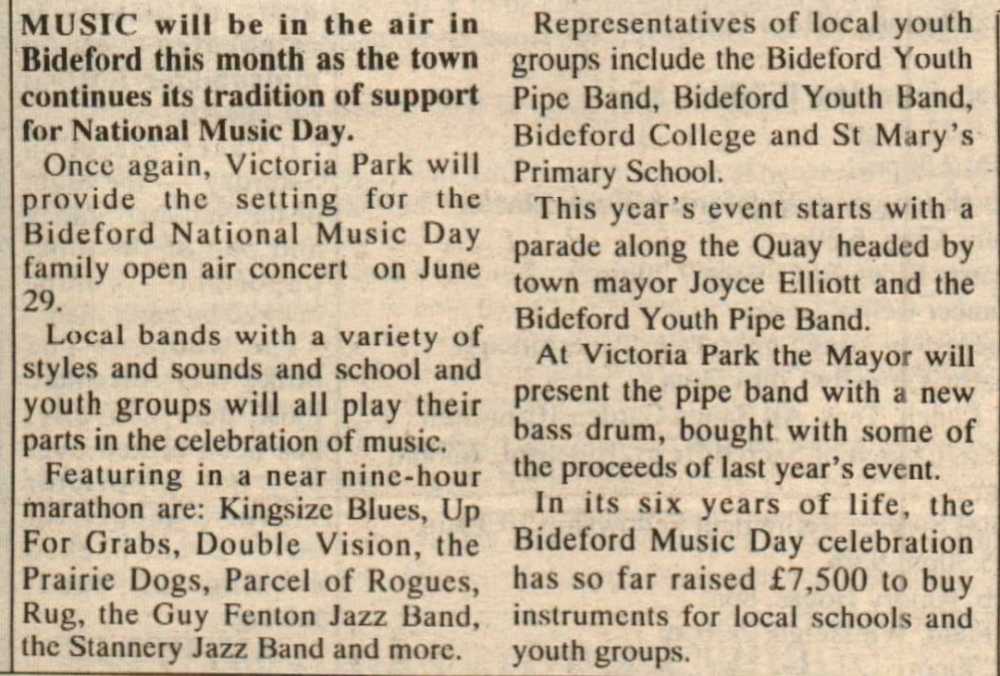 MUSIC will be in the air in
Bideford this month as the town
continues its tradition of support
for National Music Day.
Once again, Victoria Park will
provide the setting for the
Bideford National Music Day
family open air concert on June
29.
Local bands with a variety of
styles and sounds and school and
youth groups will all play their
parts in the celebration of music.
Featuring in a near nine-hour
marathon are: Kingsize Blues, Up
For Grabs, Double Vision, the
Prairie Dogs, Parcel of Rogues,
Rug, the Guy Fenton Jazz Band,
the Stannery Jazz Band and more.
Representatives of local youth
groups include the Bideford Youth
Pipe Band, Bideford Youth Band,
Bideford College and St Mary's
Primary School.
This year's event starts with a
parade along the Quay headed by
town mayor Joyce Elliott and the
Bideford Youth Pipe Band.
At Victoria Park the Mayor will
present the pipe band with a new
bass drum, bought with some of
the proceeds of last year's event.
In its six years of life, the
Bideford Music Day celebration
has so far raised £7,500 to buy
instruments for local schools and
youth groups.